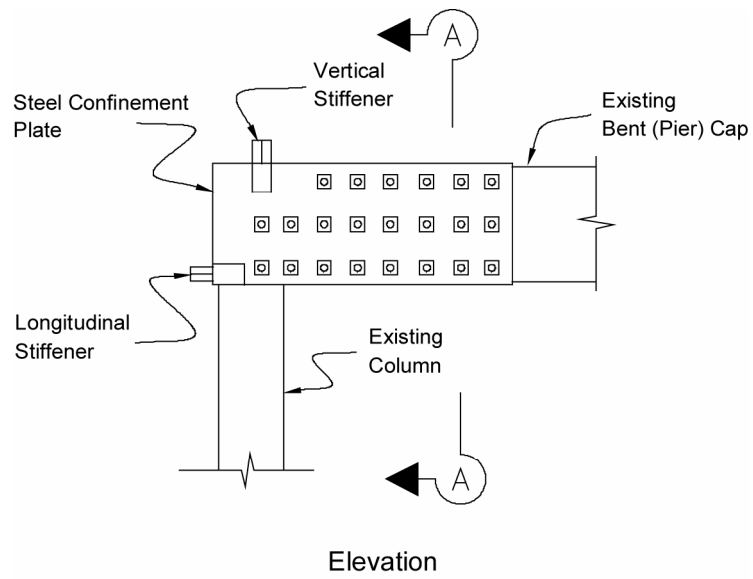 A
Vertical
Stiffener
Steel Confinement
Plate
Existing
Bent (Pier) Cap
Longitudinal
Stiffener
Existing
Column
A
Elevation